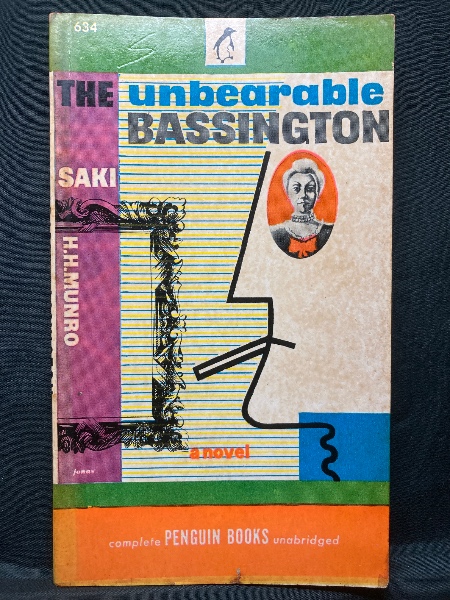 634
THE unbearable
BASSINGTON
SAKI
H.H.MUNRO
a novel
complete PENGUIN BOOKS unabridged